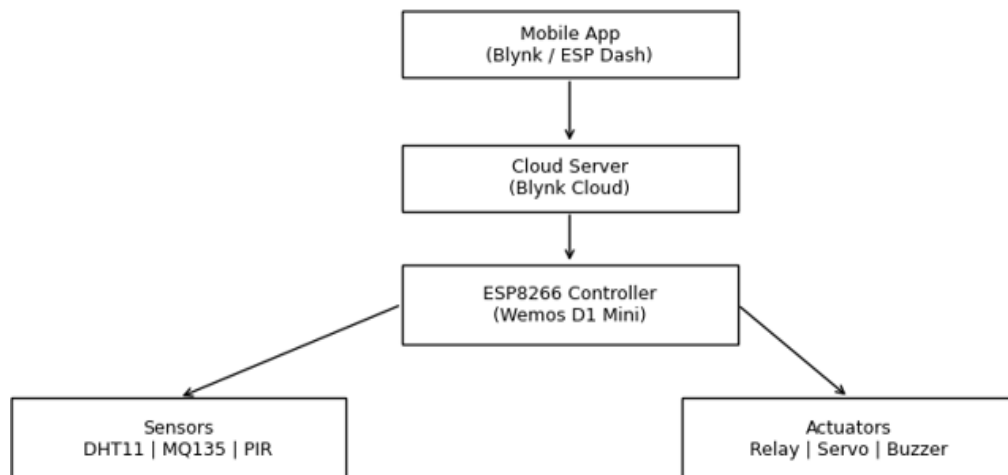 Mobile App
(Blynk / ESP Dash)
Cloud Server
(Blynk Cloud)
ESP8266 Controller
(Wemos D1 Mini)
Sensors
DHT11 | MQ135 | PIR
Actuators
Relay | Servo | Buzzer